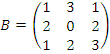 B = (1 3 1
2 0 2
1 2 3)